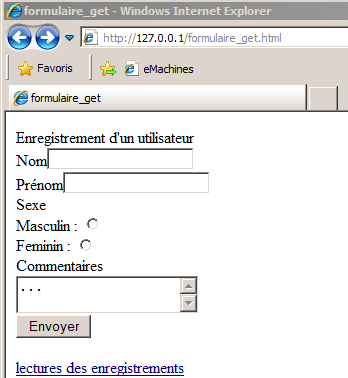 formulaire_get - Windows Internet Explorer
http://127.0.0.1/formulaire_get.html
Favoris eMachines
formulaire_get
Enregistrement d'un utilisateur
Nom
Prénom
Sexe
Masculin :
Feminin :
Commentaires
...
Envoyer
lectures des enregistrements